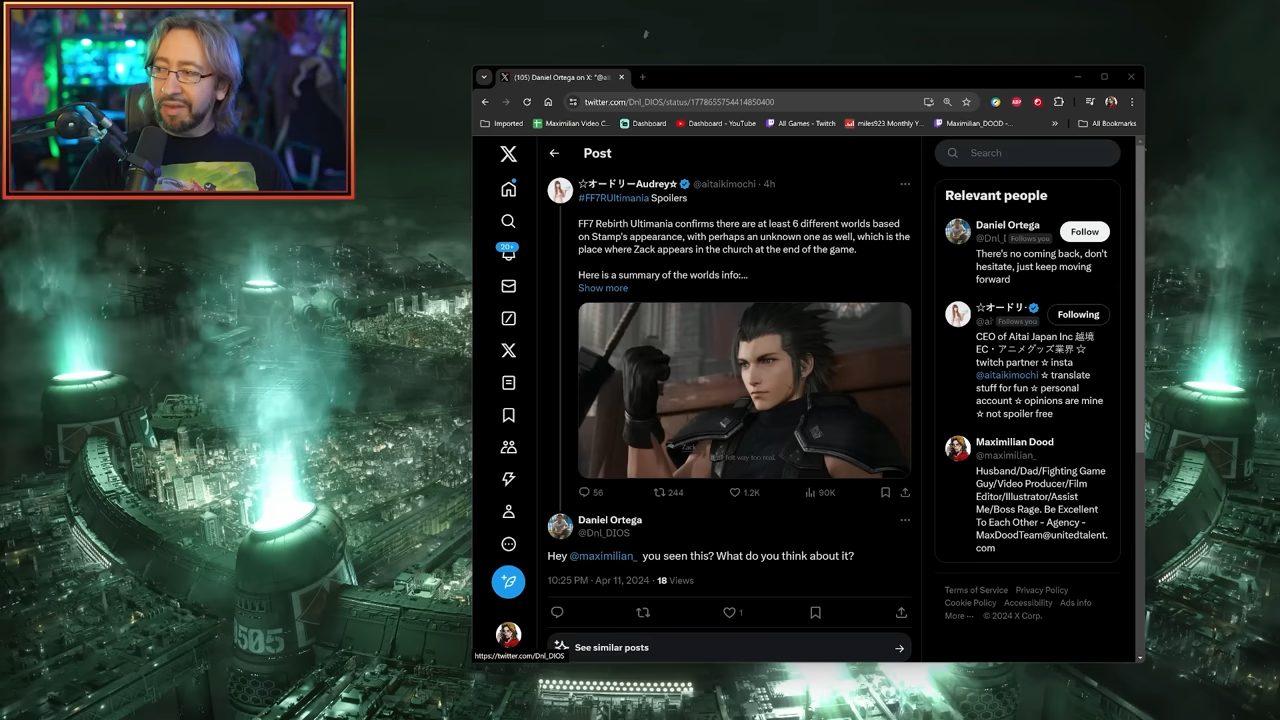 (105) Daniel Ortega on X: "@ai
twitter.com/Dnl_DIOS/status/1778655754414850400
Imported
Maximilian Video C...
Dashboard
Dashboard - YouTube
All Games - Twitch
miles923 Monthly Y...
Maximilian_DOOD -...
All Bookmarks
Post
Search
☆オードリーAudrey☆ @aitaikimochi · 4h
#FF7RUltimania Spoilers
FF7 Rebirth Ultimania confirms there are at least 6 different worlds based
on Stamp's appearance, with perhaps an unknown one as well, which is the
place where Zack appears in the church at the end of the game.
Here is a summary of the worlds info:...
Show more
20+
Zack
felt way too real.
56
244
1.2K
90K
Daniel Ortega
@Dnl_DIOS
Hey @maximilian_ you seen this? What do you think about it?
10:25 PM · Apr 11, 2024 · 18 Views
1
See similar posts
https://twitter.com/Dnl_DIOS
Relevant people
Daniel Ortega
@Dnl_I Follows you
Follow
There's no coming back, don't
hesitate, just keep moving
forward
☆オードリ·
@ai Follows you
Following
CEO of Aitai Japan Inc 越境
EC・アニメグッズ業界 ☆
twitch partner ☆ insta
@aitaikimochi ☆ translate
stuff for fun ☆ personal
account ☆ opinions are mine
☆ not spoiler free
Maximilian Dood
@maximilian_
Husband/Dad/Fighting Game
Guy/Video Producer/Film
Editor/Illustrator/Assist
Me/Boss Rage. Be Excellent
To Each Other - Agency -
MaxDoodTeam@unitedtalent.
com
Terms of Service Privacy Policy
Cookie Policy Accessibility Ads info
More ··· © 2024 X Corp.
1505